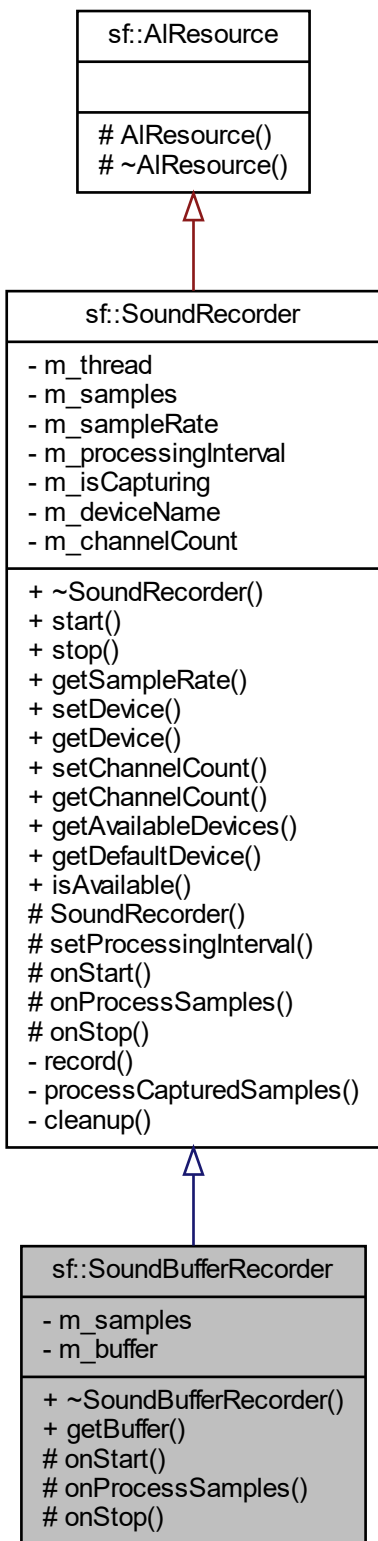 sf::AlResource
# AlResource()
# ~AlResource()
sf::SoundRecorder
- m_thread
- m_samples
- m_sampleRate
- m_processingInterval
- m_isCapturing
- m_deviceName
- m_channelCount
+ ~SoundRecorder()
+ start()
+ stop()
+ getSampleRate()
+ setDevice()
+ getDevice()
+ setChannelCount()
+ getChannelCount()
+ getAvailableDevices()
+ getDefaultDevice()
+ isAvailable()
# SoundRecorder()
# setProcessingInterval()
# onStart()
# onProcessSamples()
# onStop()
- record()
- processCapturedSamples()
- cleanup()
sf::SoundBufferRecorder
- m_samples
- m_buffer
+ ~SoundBufferRecorder()
+ getBuffer()
# onStart()
# onProcessSamples()
# onStop()